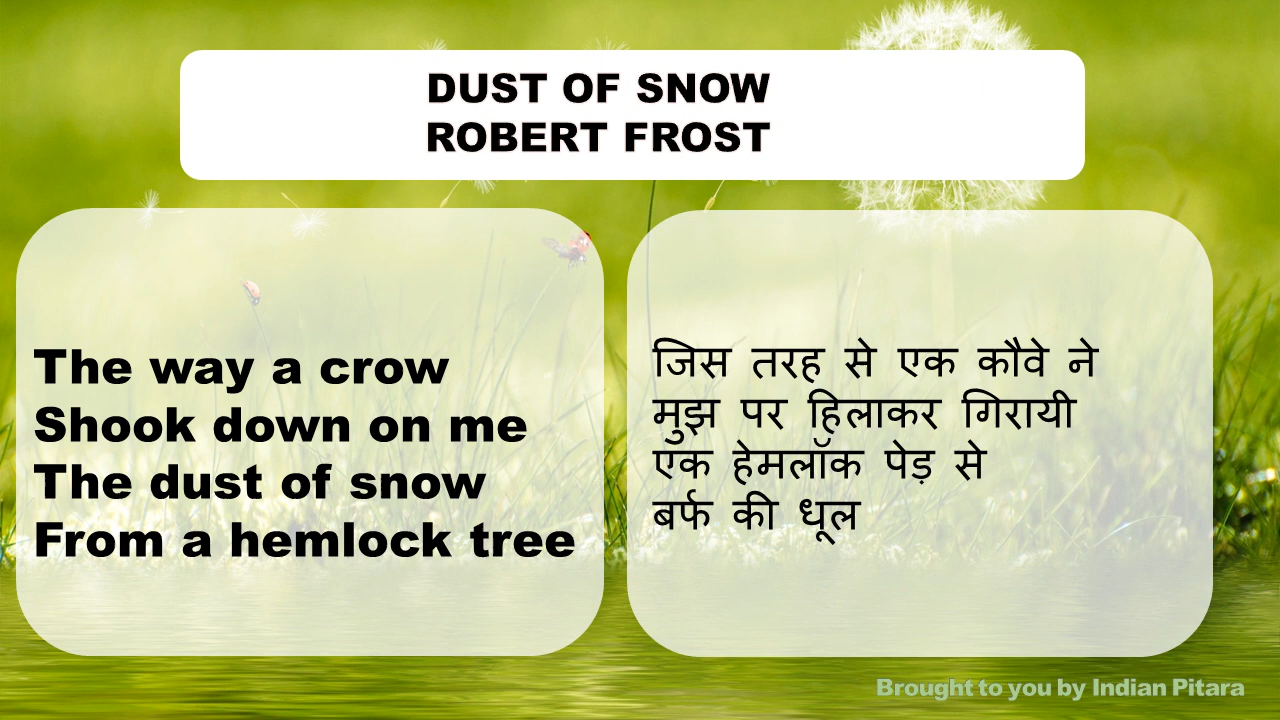 DUST OF SNOW
ROBERT FROST
The way a crow
Shook down on me
The dust of snow
From a hemlock tree
जिस तरह से एक कौवे ने
मुझ पर हिलाकर गिरायी
एक हेमलॉक पेड़ से
बर्फ की धूल
Brought to you by Indian Pitara